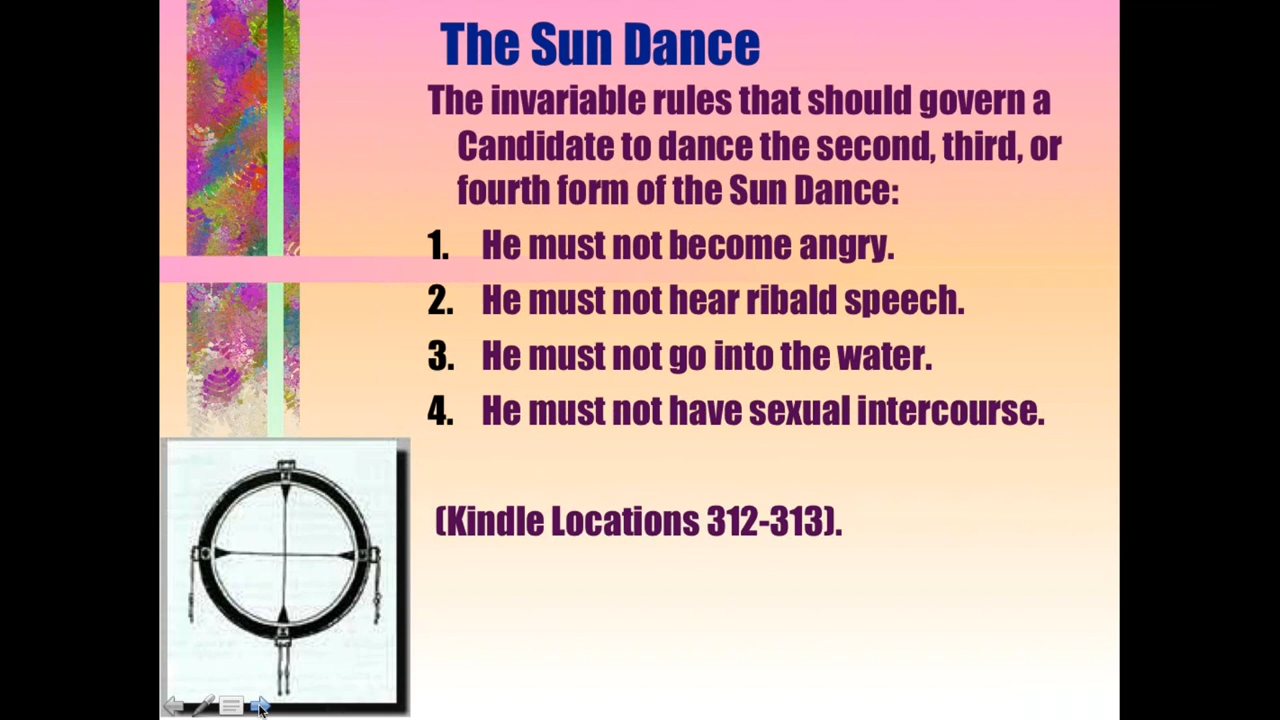 The Sun Dance
The invariable rules that should govern a
Candidate to dance the second, third, or
fourth form of the Sun Dance:
1. He must not become angry.
2. He must not hear ribald speech.
3. He must not go into the water.
4. He must not have sexual intercourse.
(Kindle Locations 312-313).